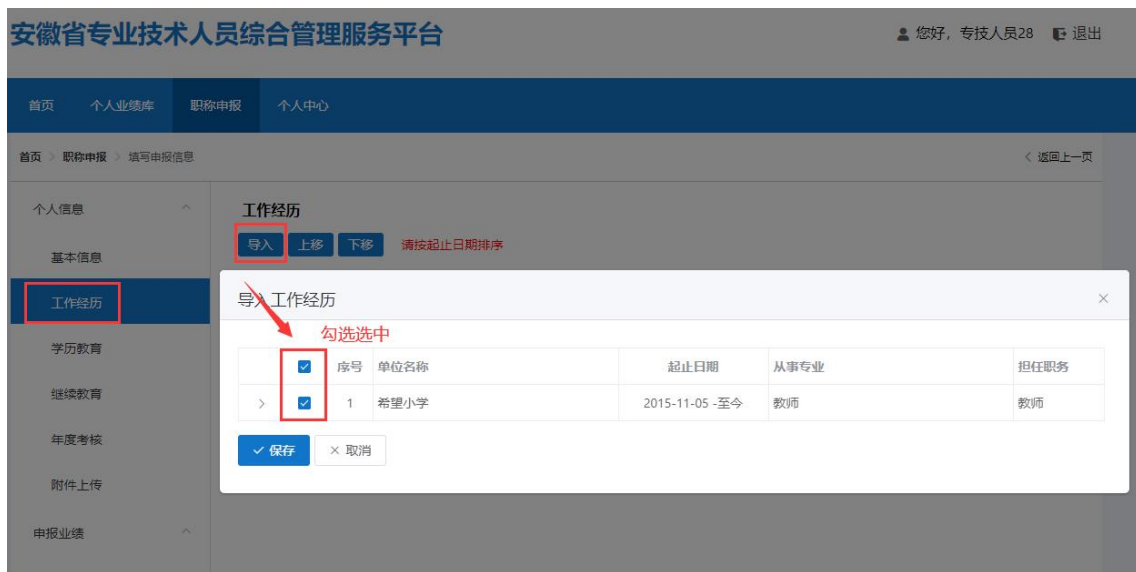 安徽省专业技术人员综合管理服务平台
您好，专技人员28 退出
首页 个人业绩库 职称申报 个人中心
首页 > 职称申报 > 填写申报信息 < 返回上一页
个人信息
基本信息
工作经历
学历教育
继续教育
年度考核
附件上传
申报业绩
工作经历
导入 上移 下移 请按起止日期排序
导入工作经历 ×
勾选选中
序号 单位名称 起止日期 从事专业 担任职务
> 1 希望小学 2015-11-05 -至今 教师 教师
✓ 保存 × 取消